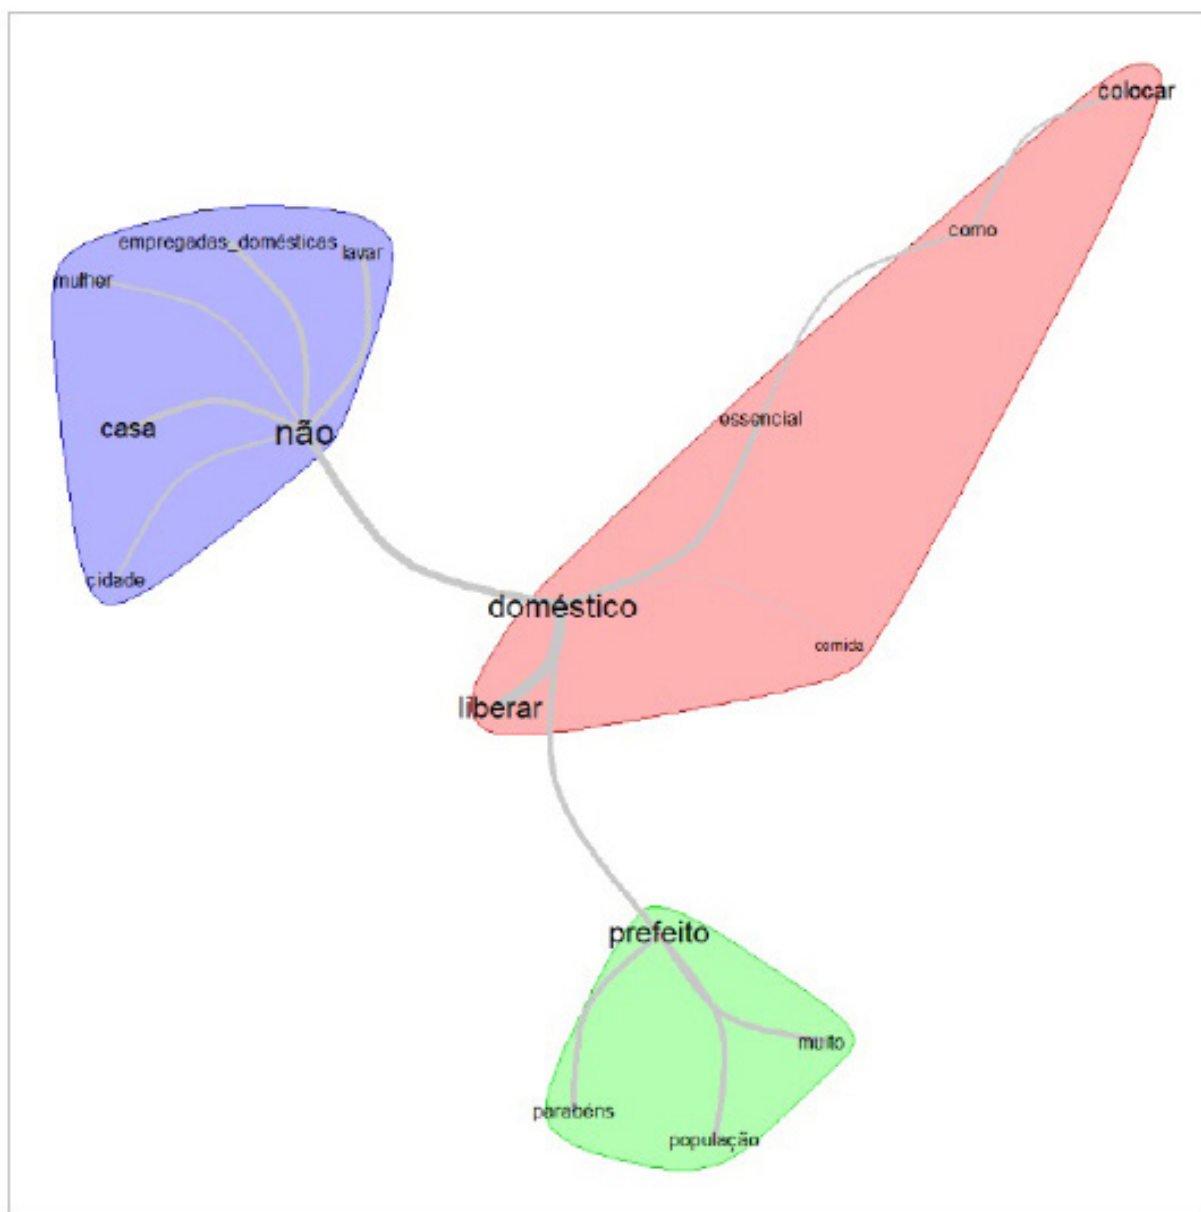 colocar
como
empregadas_domésticas
lavar
mulher
essencial
casa
não
cidade
doméstico
comida
liberar
prefeito
muito
parabéns
população